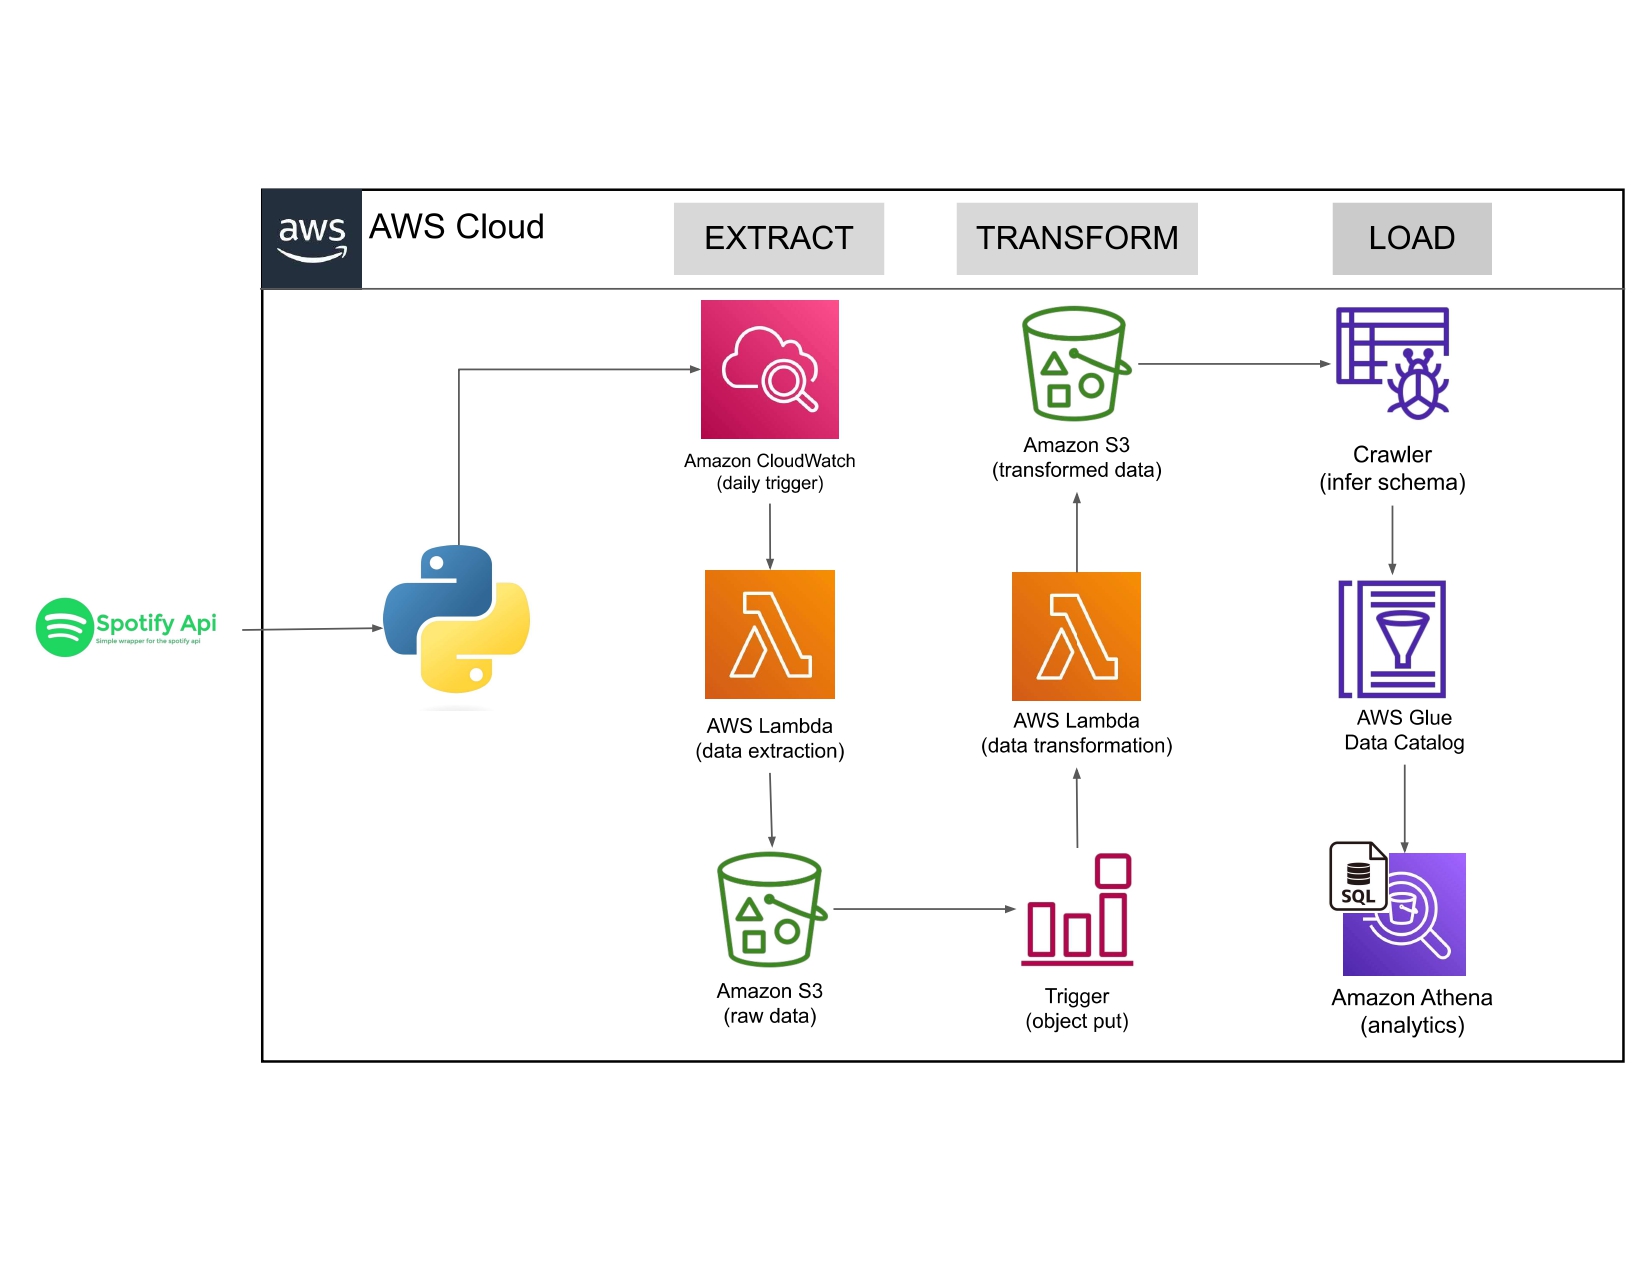 aws
AWS Cloud
EXTRACT
TRANSFORM
LOAD
Amazon CloudWatch
(daily trigger)
Amazon S3
(transformed data)
Crawler
(infer schema)
Spotify Api
Simple wrapper for the spotify api
AWS Lambda
(data extraction)
AWS Lambda
(data transformation)
AWS Glue
Data Catalog
Amazon S3
(raw data)
Trigger
(object put)
SQL
Amazon Athena
(analytics)